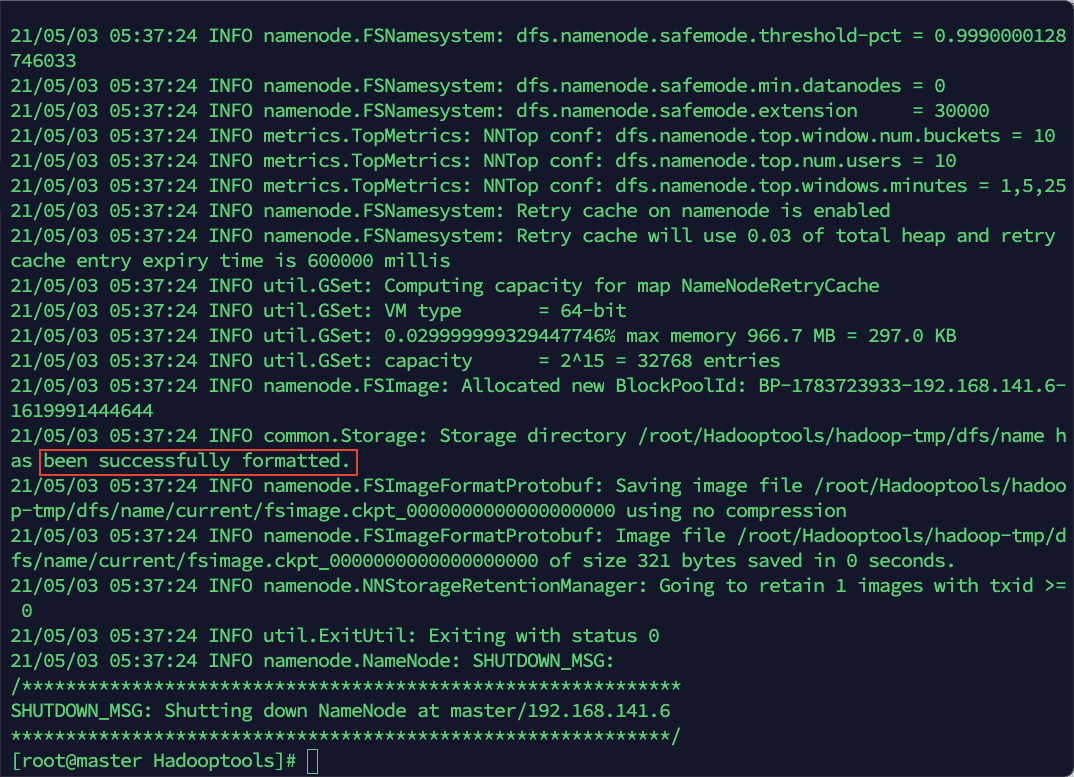 21/05/03 05:37:24 INFO namenode.FSNamesystem: dfs.namenode.safemode.threshold-pct = 0.9990000128
746033
21/05/03 05:37:24 INFO namenode.FSNamesystem: dfs.namenode.safemode.min.datanodes = 0
21/05/03 05:37:24 INFO namenode.FSNamesystem: dfs.namenode.safemode.extension     = 30000
21/05/03 05:37:24 INFO metrics.TopMetrics: NNTop conf: dfs.namenode.top.window.num.buckets = 10
21/05/03 05:37:24 INFO metrics.TopMetrics: NNTop conf: dfs.namenode.top.num.users = 10
21/05/03 05:37:24 INFO metrics.TopMetrics: NNTop conf: dfs.namenode.top.windows.minutes = 1,5,25
21/05/03 05:37:24 INFO namenode.FSNamesystem: Retry cache on namenode is enabled
21/05/03 05:37:24 INFO namenode.FSNamesystem: Retry cache will use 0.03 of total heap and retry
cache entry expiry time is 600000 millis
21/05/03 05:37:24 INFO util.GSet: Computing capacity for map NameNodeRetryCache
21/05/03 05:37:24 INFO util.GSet: VM type       = 64-bit
21/05/03 05:37:24 INFO util.GSet: 0.029999999329447746% max memory 966.7 MB = 297.0 KB
21/05/03 05:37:24 INFO util.GSet: capacity      = 2^15 = 32768 entries
21/05/03 05:37:24 INFO namenode.FSImage: Allocated new BlockPoolId: BP-1783723933-192.168.141.6-
1619991444644
21/05/03 05:37:24 INFO common.Storage: Storage directory /root/Hadooptools/hadoop-tmp/dfs/name h
as been successfully formatted.
21/05/03 05:37:24 INFO namenode.FSImageFormatProtobuf: Saving image file /root/Hadooptools/hadoo
p-tmp/dfs/name/current/fsimage.ckpt_0000000000000000000 using no compression
21/05/03 05:37:24 INFO namenode.FSImageFormatProtobuf: Image file /root/Hadooptools/hadoop-tmp/d
fs/name/current/fsimage.ckpt_0000000000000000000 of size 321 bytes saved in 0 seconds.
21/05/03 05:37:24 INFO namenode.NNStorageRetentionManager: Going to retain 1 images with txid >=
 0
21/05/03 05:37:24 INFO util.ExitUtil: Exiting with status 0
21/05/03 05:37:24 INFO namenode.NameNode: SHUTDOWN_MSG:
/************************************************************
SHUTDOWN_MSG: Shutting down NameNode at master/192.168.141.6
************************************************************/
[root@master Hadooptools]#